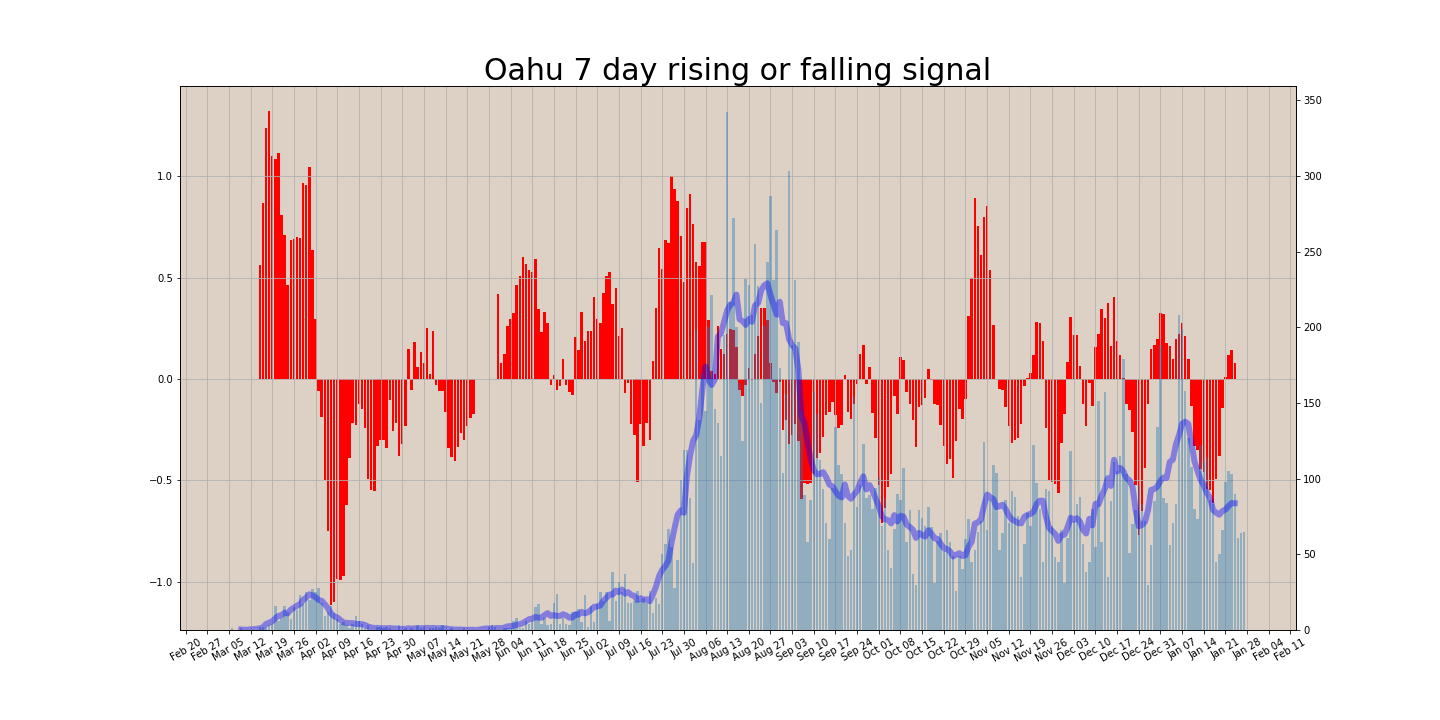 Oahu 7 day rising or falling signal
1.0
0.5
0.0
−0.5
−1.0
350
300
250
200
150
100
50
0
Feb 20
Feb 27
Mar 05
Mar 12
Mar 19
Mar 26
Apr 02
Apr 09
Apr 16
Apr 23
Apr 30
May 07
May 14
May 21
May 28
Jun 04
Jun 11
Jun 18
Jun 25
Jul 02
Jul 09
Jul 16
Jul 23
Jul 30
Aug 06
Aug 13
Aug 20
Aug 27
Sep 03
Sep 10
Sep 17
Sep 24
Oct 01
Oct 08
Oct 15
Oct 22
Oct 29
Nov 05
Nov 12
Nov 19
Nov 26
Dec 03
Dec 10
Dec 17
Dec 24
Dec 31
Jan 07
Jan 14
Jan 21
Jan 28
Feb 04
Feb 11